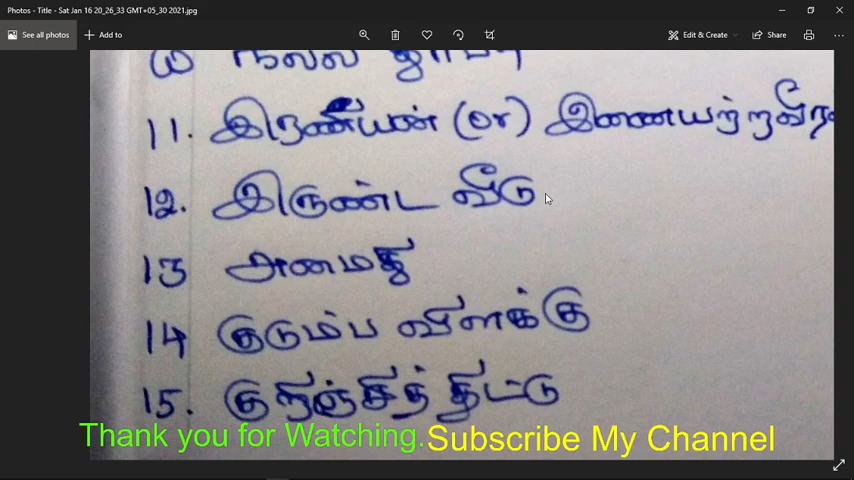 Photos - Title - Sat Jan 16 20_26_33 GMT+05_30 2021.jpg
See all photos
Add to
Edit & Create
Share
நல்ல
11. இரணியன் (or) இணையற்றவீர
12. இருண்ட வீடு
13 அமைதி
14 குடும்ப விளக்கு
15. குறிஞ்சித் திட்டு
Thank you for Watching. Subscribe My Channel